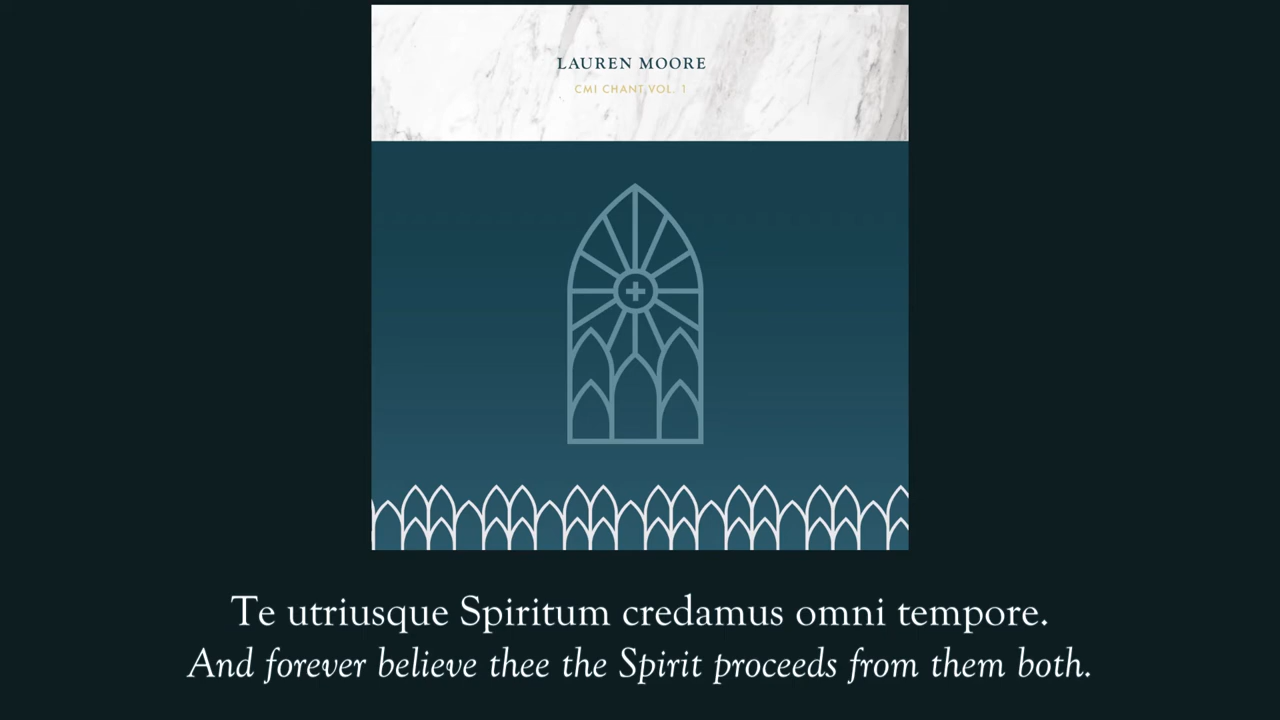 LAUREN MOORE
CMI CHANT VOL. 1
Te utriusque Spiritum credamus omni tempore.
And forever believe thee the Spirit proceeds from them both.